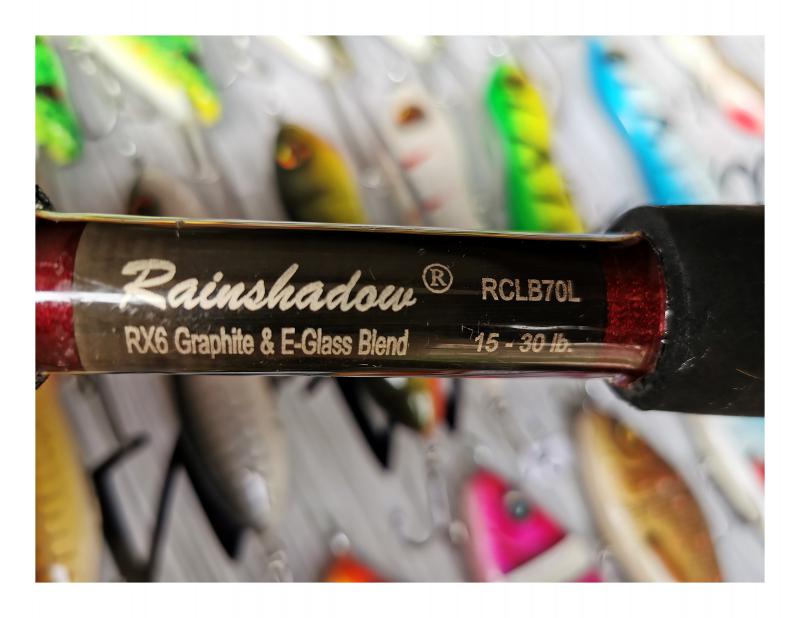 Rainshadow® RCLB70L
RX6 Graphite & E-Glass Blend 15 - 30 lb.